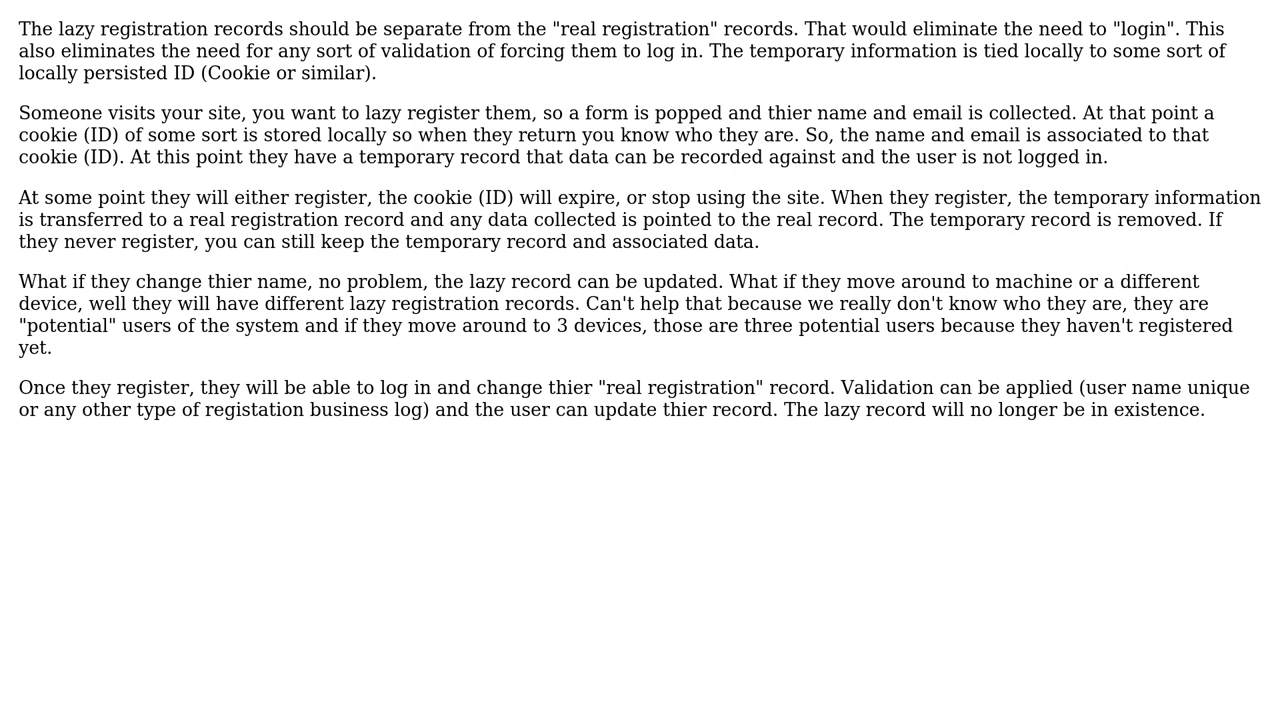 The lazy registration records should be separate from the "real registration" records. That would eliminate the need to "login". This
also eliminates the need for any sort of validation of forcing them to log in. The temporary information is tied locally to some sort of
locally persisted ID (Cookie or similar).
Someone visits your site, you want to lazy register them, so a form is popped and thier name and email is collected. At that point a
cookie (ID) of some sort is stored locally so when they return you know who they are. So, the name and email is associated to that
cookie (ID). At this point they have a temporary record that data can be recorded against and the user is not logged in.
At some point they will either register, the cookie (ID) will expire, or stop using the site. When they register, the temporary information
is transferred to a real registration record and any data collected is pointed to the real record. The temporary record is removed. If
they never register, you can still keep the temporary record and associated data.
What if they change thier name, no problem, the lazy record can be updated. What if they move around to machine or a different
device, well they will have different lazy registration records. Can't help that because we really don't know who they are, they are
"potential" users of the system and if they move around to 3 devices, those are three potential users because they haven't registered
yet.
Once they register, they will be able to log in and change thier "real registration" record. Validation can be applied (user name unique
or any other type of registation business log) and the user can update thier record. The lazy record will no longer be in existence.